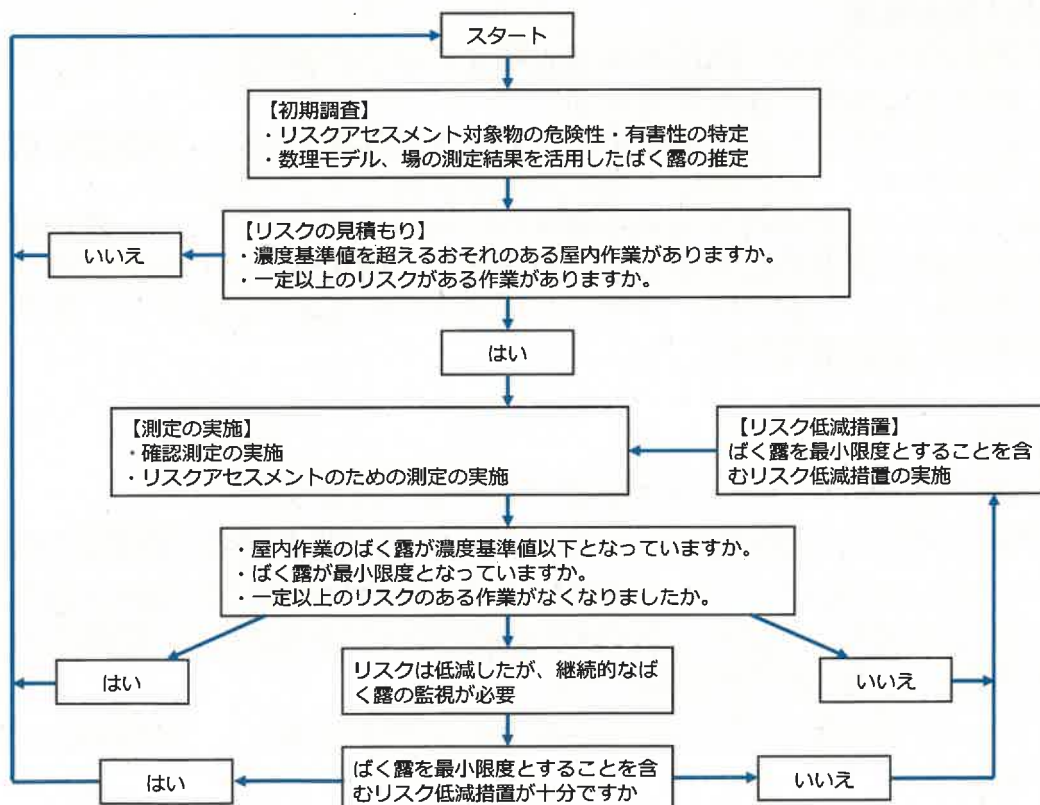 スタート
【初期調査】
・リスクアセスメント対象物の危険性・有害性の特定
・数理モデル、場の測定結果を活用したばく露の推定
【リスクの見積もり】
・濃度基準値を超えるおそれのある屋内作業がありますか。
・一定以上のリスクがある作業がありますか。
いいえ
はい
【測定の実施】
・確認測定の実施
・リスクアセスメントのための測定の実施
【リスク低減措置】
ばく露を最小限度とすることを含
むリスク低減措置の実施
・屋内作業のばく露が濃度基準値以下となっていますか。
・ばく露が最小限度となっていますか。
・一定以上のリスクのある作業がなくなりましたか。
はい
リスクは低減したが、継続的なば
く露の監視が必要
いいえ
はい
ばく露を最小限度とすることを含
むリスク低減措置が十分ですか
いいえ